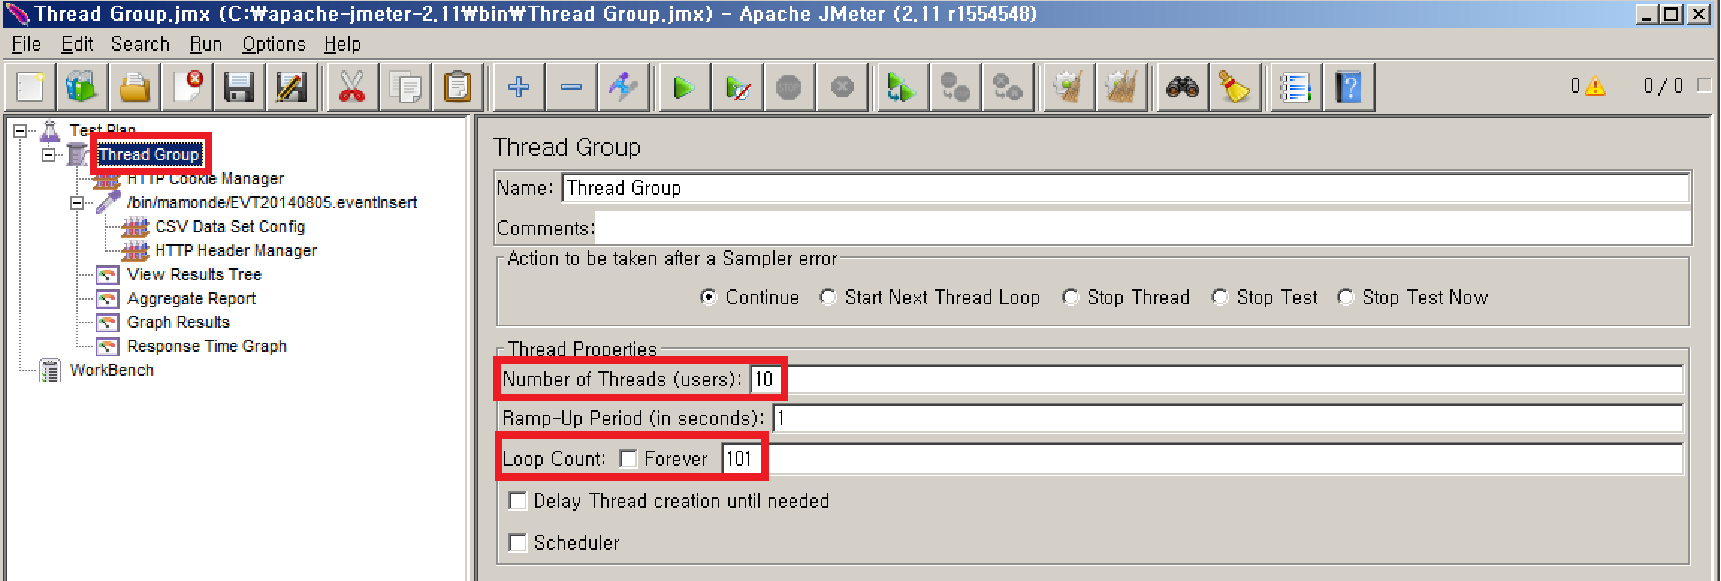 Thread Group.jmx (C:₩apache-jmeter-2.11₩bin₩Thread Group.jmx) - Apache JMeter (2.11 r1554548)
File Edit Search Run Options Help
STOP
0 0 / 0
Test Plan
Thread Group
HTTP Cookie Manager
/bin/mamonde/EVT20140805.eventInsert
CSV Data Set Config
HTTP Header Manager
View Results Tree
Aggregate Report
Graph Results
Response Time Graph
WorkBench
Thread Group
Name: Thread Group
Comments:
Action to be taken after a Sampler error
Continue Start Next Thread Loop Stop Thread Stop Test Stop Test Now
Thread Properties
Number of Threads (users): 10
Ramp-Up Period (in seconds): 1
Loop Count: Forever 101
Delay Thread creation until needed
Scheduler